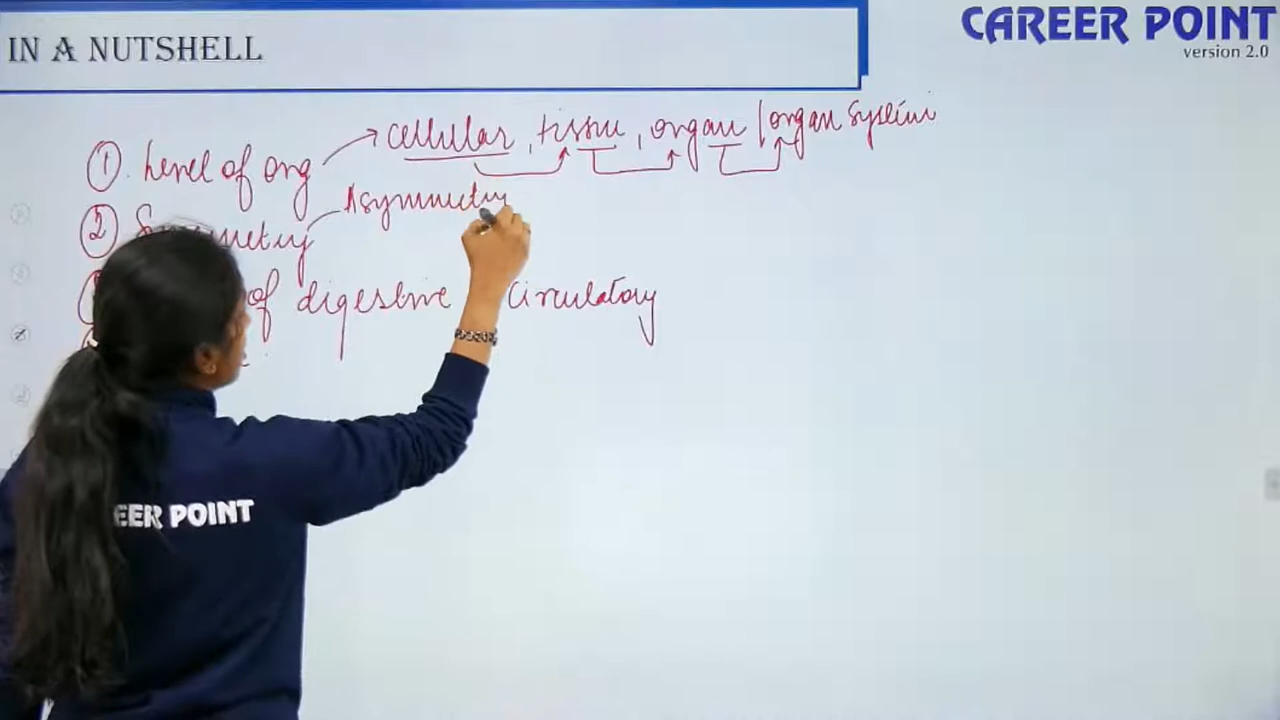 IN A NUTSHELL
CAREER POINT
version 2.0
① Level of org → cellular, tissue, organ / organ system
② Symmetry — Asymmetry
of digestive circulatory
EER POINT